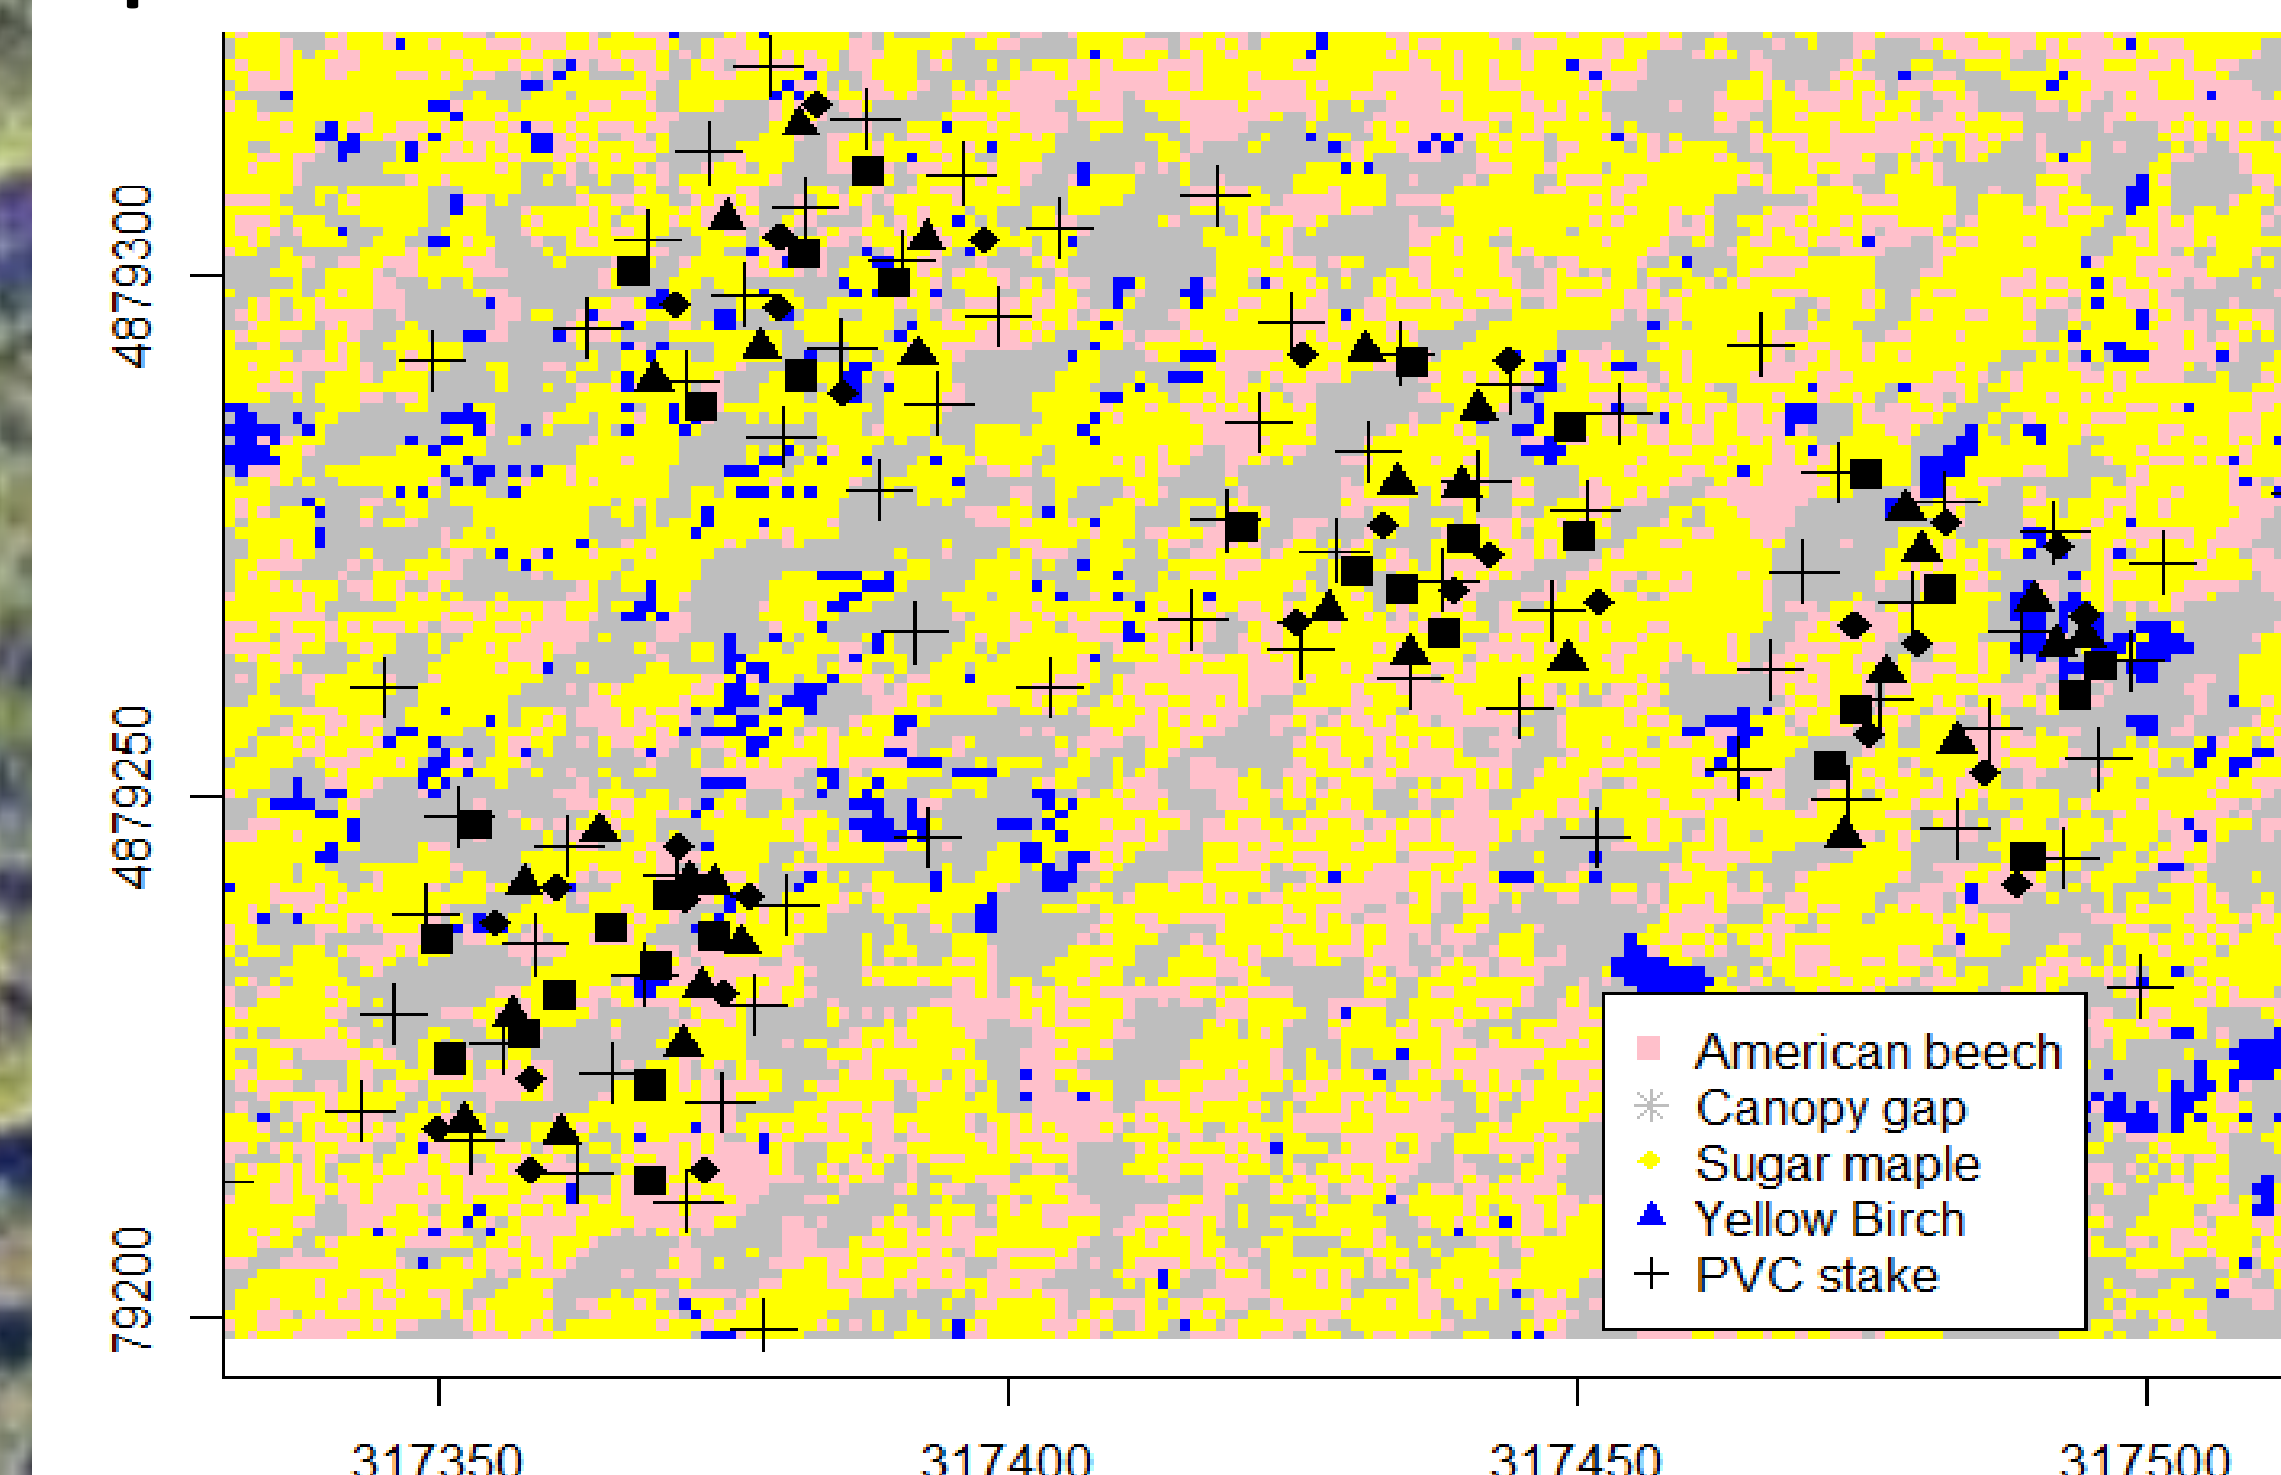 4879300
4879250
79200
American beech
Canopy gap
Sugar maple
Yellow Birch
PVC stake
317350
317400
317450
317500